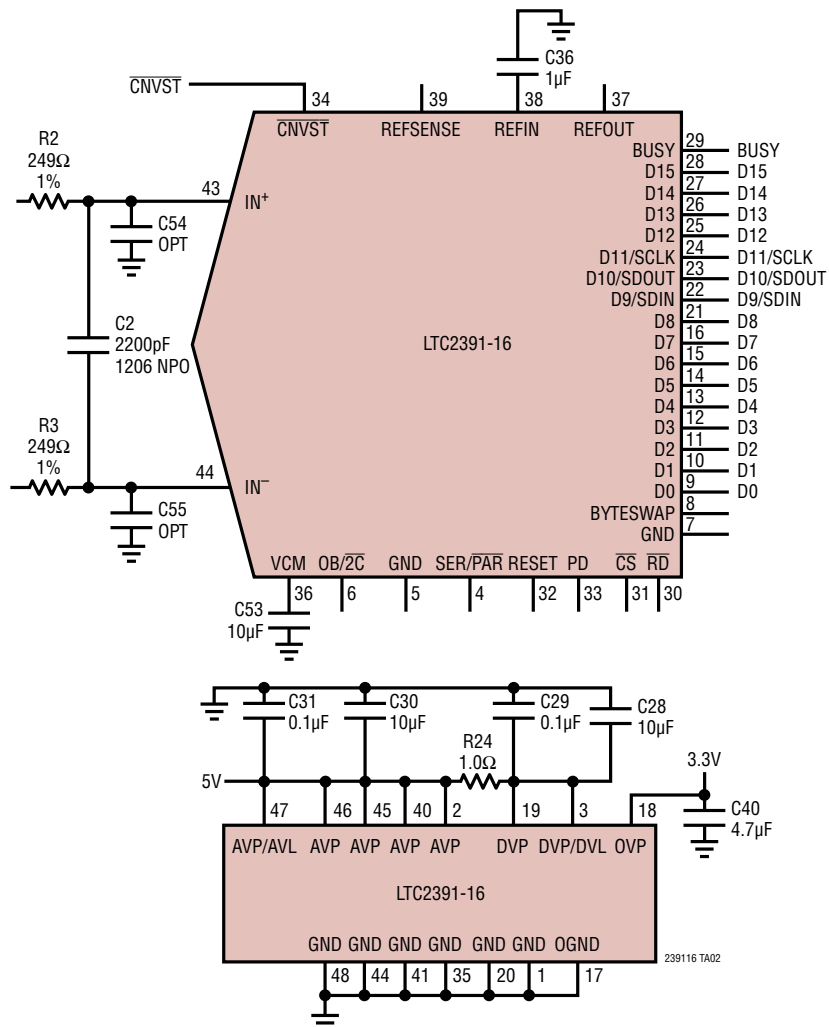 C36
1µF
CNVST
34
39
38
37
CNVST
REFSENSE
REFIN
REFOUT
R2
249Ω
1%
43
IN+
C54
OPT
C2
2200pF
1206 NPO
R3
249Ω
1%
44
IN−
C55
OPT
LTC2391-16
BUSY 29 BUSY
D15 28 D15
D14 27 D14
D13 26 D13
D12 25 D12
D11/SCLK 24 D11/SCLK
D10/SDOUT 23 D10/SDOUT
D9/SDIN 22 D9/SDIN
D8 21 D8
D7 16 D7
D6 15 D6
D5 14 D5
D4 13 D4
D3 12 D3
D2 11 D2
D1 10 D1
D0 9 D0
BYTESWAP 8
GND 7
VCM OB/2C GND SER/PAR RESET PD CS RD
36 6 5 4 32 33 31 30
C53
10µF
C31
0.1µF
C30
10µF
C29
0.1µF
C28
10µF
R24
1.0Ω
5V
3.3V
C40
4.7µF
47 46 45 40 2 19 3 18
AVP/AVL AVP AVP AVP AVP DVP DVP/DVL OVP
LTC2391-16
GND GND GND GND GND GND OGND
48 44 41 35 20 1 17
239116 TA02